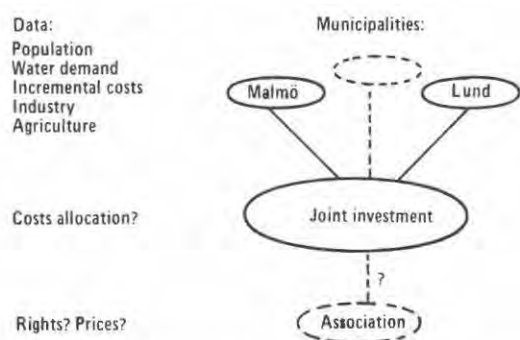 Data:
Population
Water demand
Incremental costs
Industry
Agriculture
Municipalities:
Malmö
Lund
Costs allocation?
Joint investment
?
Rights? Prices?
Association